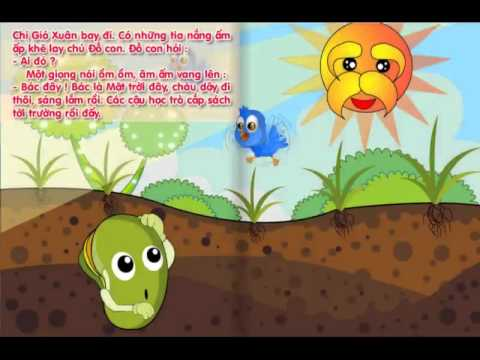 Chị Gió Xuân bay đi. Có những tia nắng ấm
áp khẽ lay chú Đỗ con. Đỗ con hỏi :
- Ai đó ?
Một giọng nói ồm ồm, âm ấm vang lên :
- Bác đây ! Bác là Mặt trời đây, cháu dậy đi
thôi, sáng lắm rồi. Các cậu học trò cắp sách
tới trường rồi đấy.